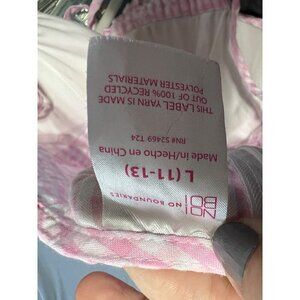 NO!
BO!
NO BOUNDARIES
L (11-13)
Made in/Hecho en China
RN# 52469 T24
THIS LABEL YARN IS MADE
OUT OF 100% RECYCLED
POLYESTER MATERIALS